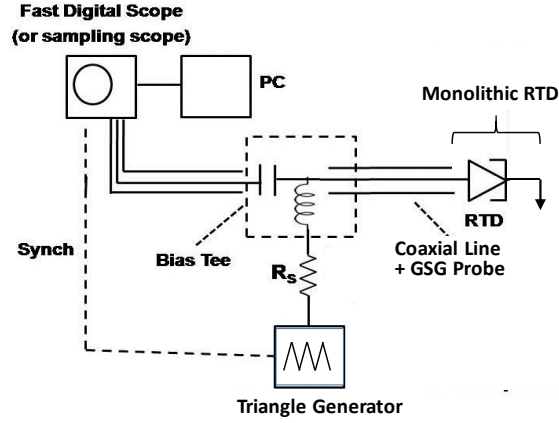 Fast Digital Scope
(or sampling scope)
PC
Monolithic RTD
RTD
Synch
Bias Tee
Coaxial Line
+ GSG Probe
Rs
Triangle Generator